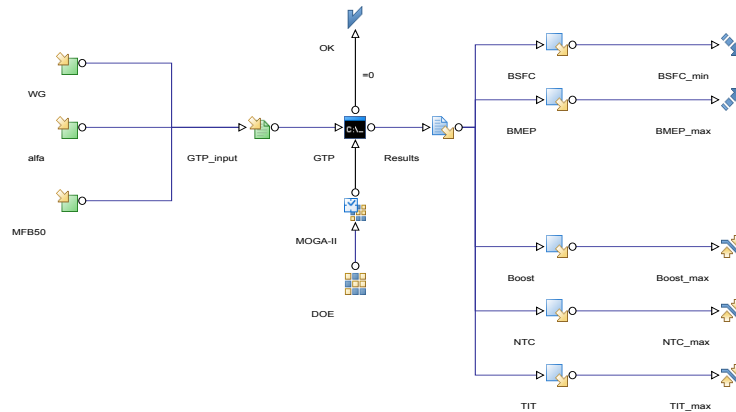 OK
=0
WG
BSFC
BSFC_min
BMEP
BMEP_max
alfa
GTP_input
C:\_
GTP
Results
MFB50
MOGA-II
Boost
Boost_max
DOE
NTC
NTC_max
TIT
TIT_max